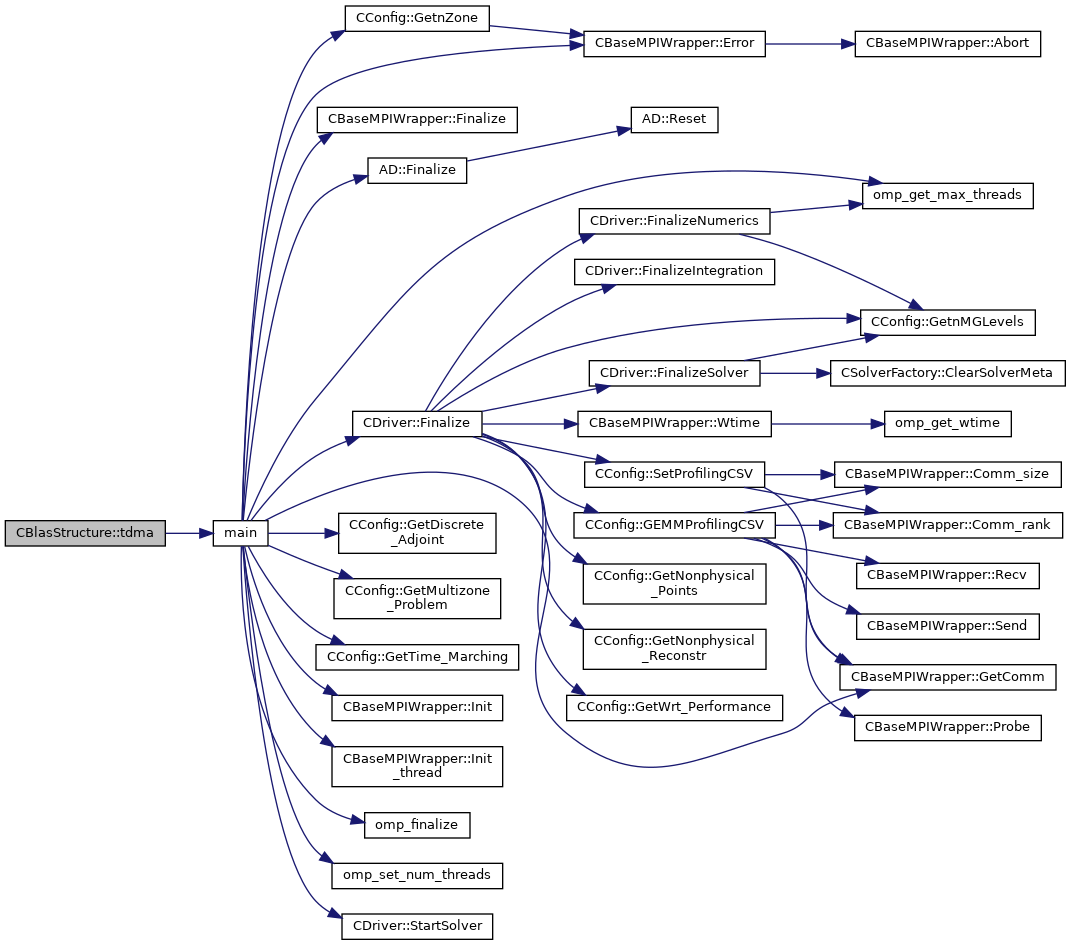 CBlasStructure::tdma
main
CConfig::GetnZone
CBaseMPIWrapper::Error
CBaseMPIWrapper::Abort
CBaseMPIWrapper::Finalize
AD::Finalize
AD::Reset
omp_get_max_threads
CDriver::Finalize
CDriver::FinalizeNumerics
CDriver::FinalizeIntegration
CConfig::GetnMGLevels
CDriver::FinalizeSolver
CSolverFactory::ClearSolverMeta
CBaseMPIWrapper::Wtime
omp_get_wtime
CConfig::SetProfilingCSV
CBaseMPIWrapper::Comm_size
CConfig::GEMMProfilingCSV
CBaseMPIWrapper::Comm_rank
CBaseMPIWrapper::Recv
CBaseMPIWrapper::Send
CBaseMPIWrapper::GetComm
CBaseMPIWrapper::Probe
CConfig::GetNonphysical
_Points
CConfig::GetNonphysical
_Reconstr
CConfig::GetWrt_Performance
CConfig::GetDiscrete
_Adjoint
CConfig::GetMultizone
_Problem
CConfig::GetTime_Marching
CBaseMPIWrapper::Init
CBaseMPIWrapper::Init
_thread
omp_finalize
omp_set_num_threads
CDriver::StartSolver